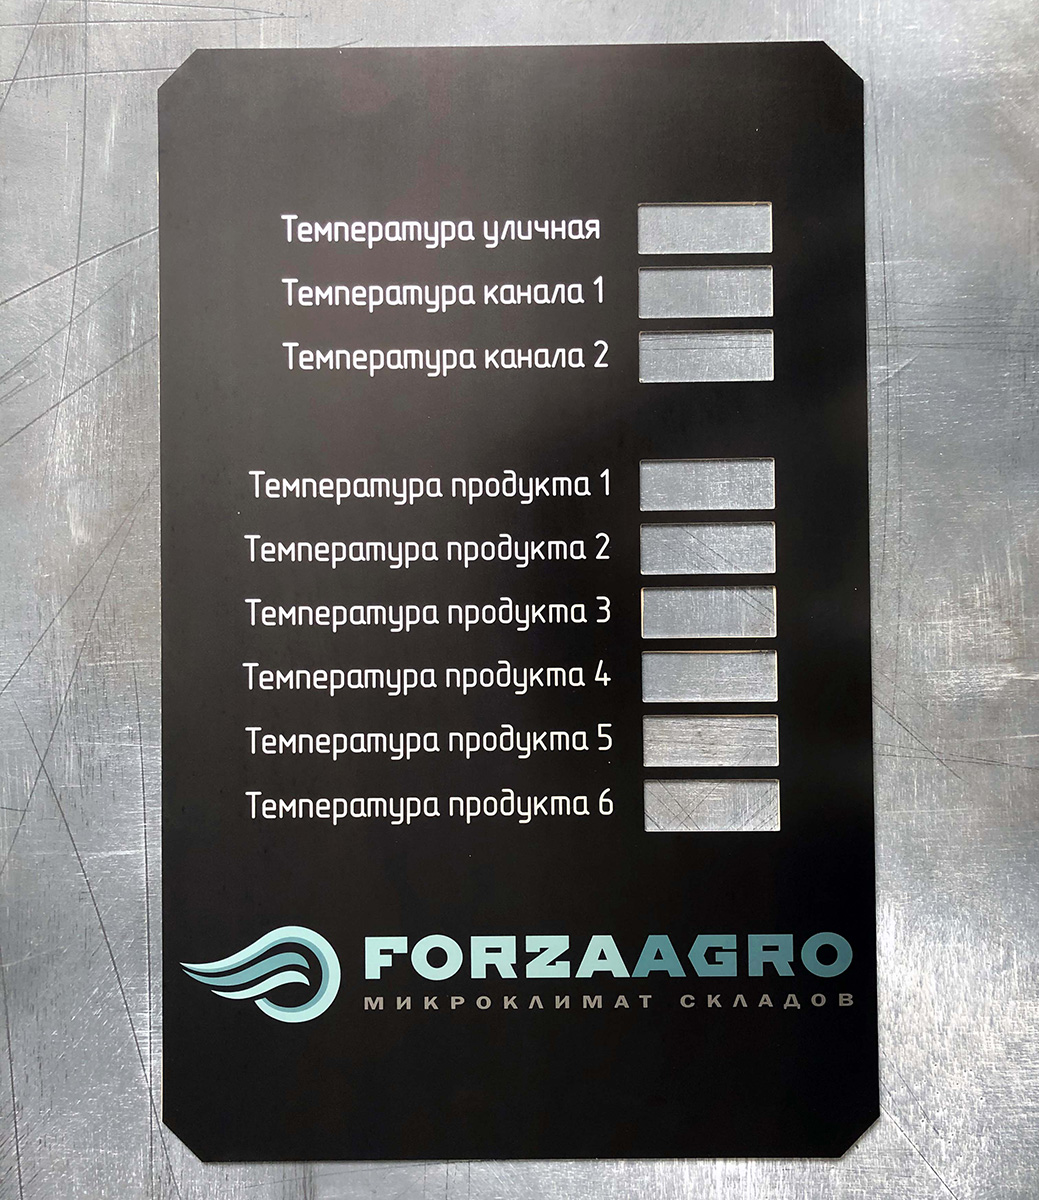 Температура уличная
Температура канала 1
Температура канала 2
Температура продукта 1
Температура продукта 2
Температура продукта 3
Температура продукта 4
Температура продукта 5
Температура продукта 6
FORZAAGRO
МИКРОКЛИМАТ СКЛАДОВ